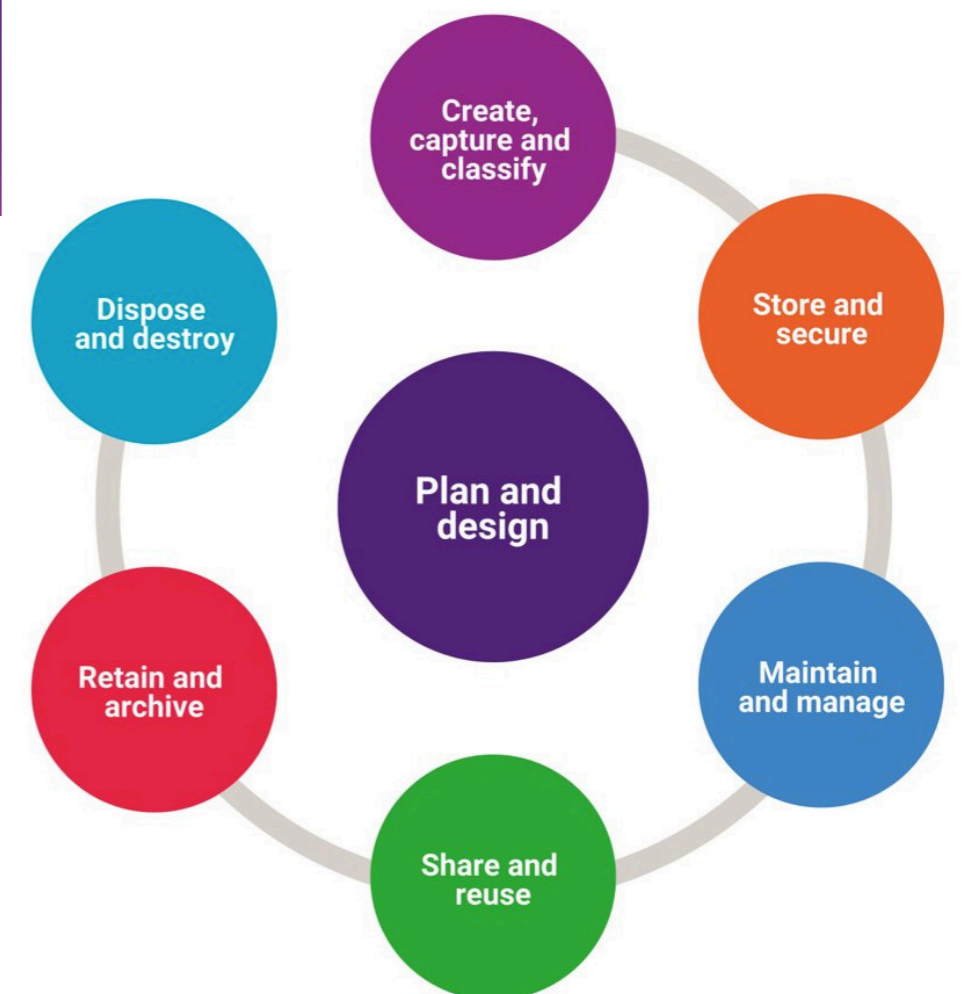 Create,
capture and
classify
Store and
secure
Maintain
and manage
Share and
reuse
Retain and
archive
Dispose
and destroy
Plan and
design